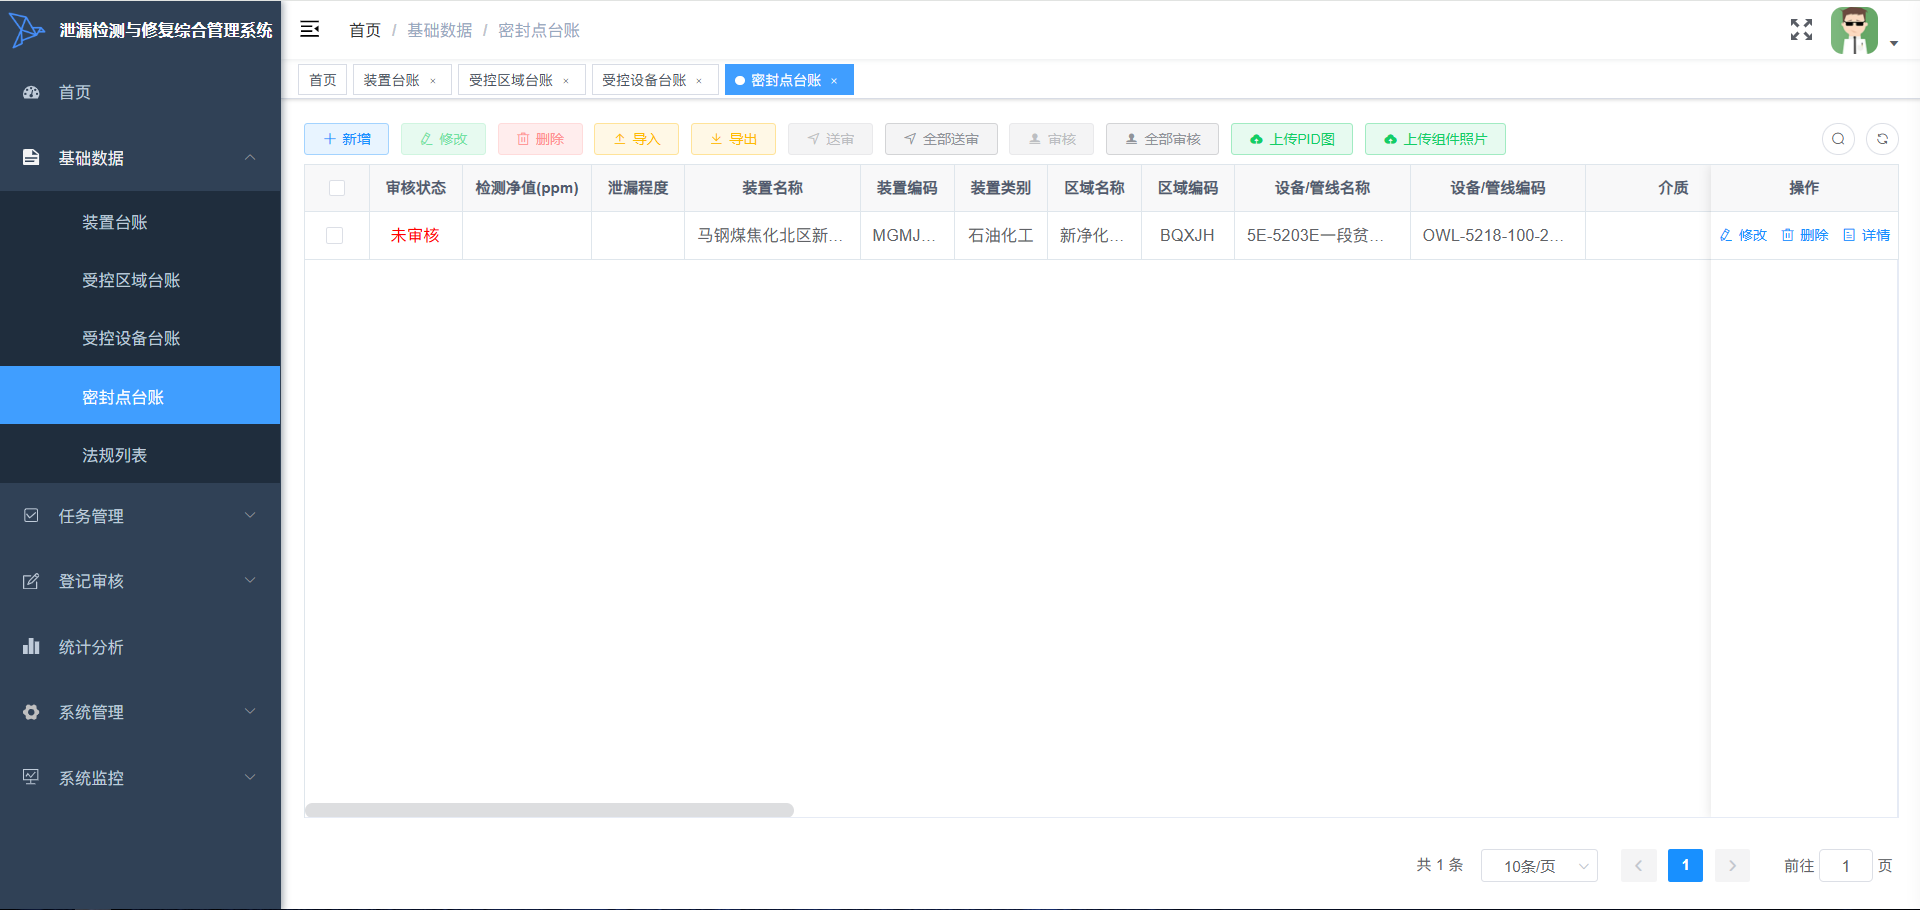 泄漏检测与修复综合管理系统
首页 / 基础数据 / 密封点台账
首页
装置台账 ×
受控区域台账 ×
受控设备台账 ×
密封点台账 ×
首页
基础数据
装置台账
受控区域台账
受控设备台账
密封点台账
法规列表
任务管理
登记审核
统计分析
系统管理
系统监控
新增 修改 删除 导入 导出 送审 全部送审 审核 全部审核 上传PID图 上传组件照片
审核状态 检测净值(ppm) 泄漏程度 装置名称 装置编码 装置类别 区域名称 区域编码 设备/管线名称 设备/管线编码 介质 操作
未审核 马钢煤焦化北区新... MGMJ... 石油化工 新净化... BQXJH 5E-5203E一段贫... OWL-5218-100-2... 修改 删除 详情
共 1 条 10条/页 1 前往 1 页